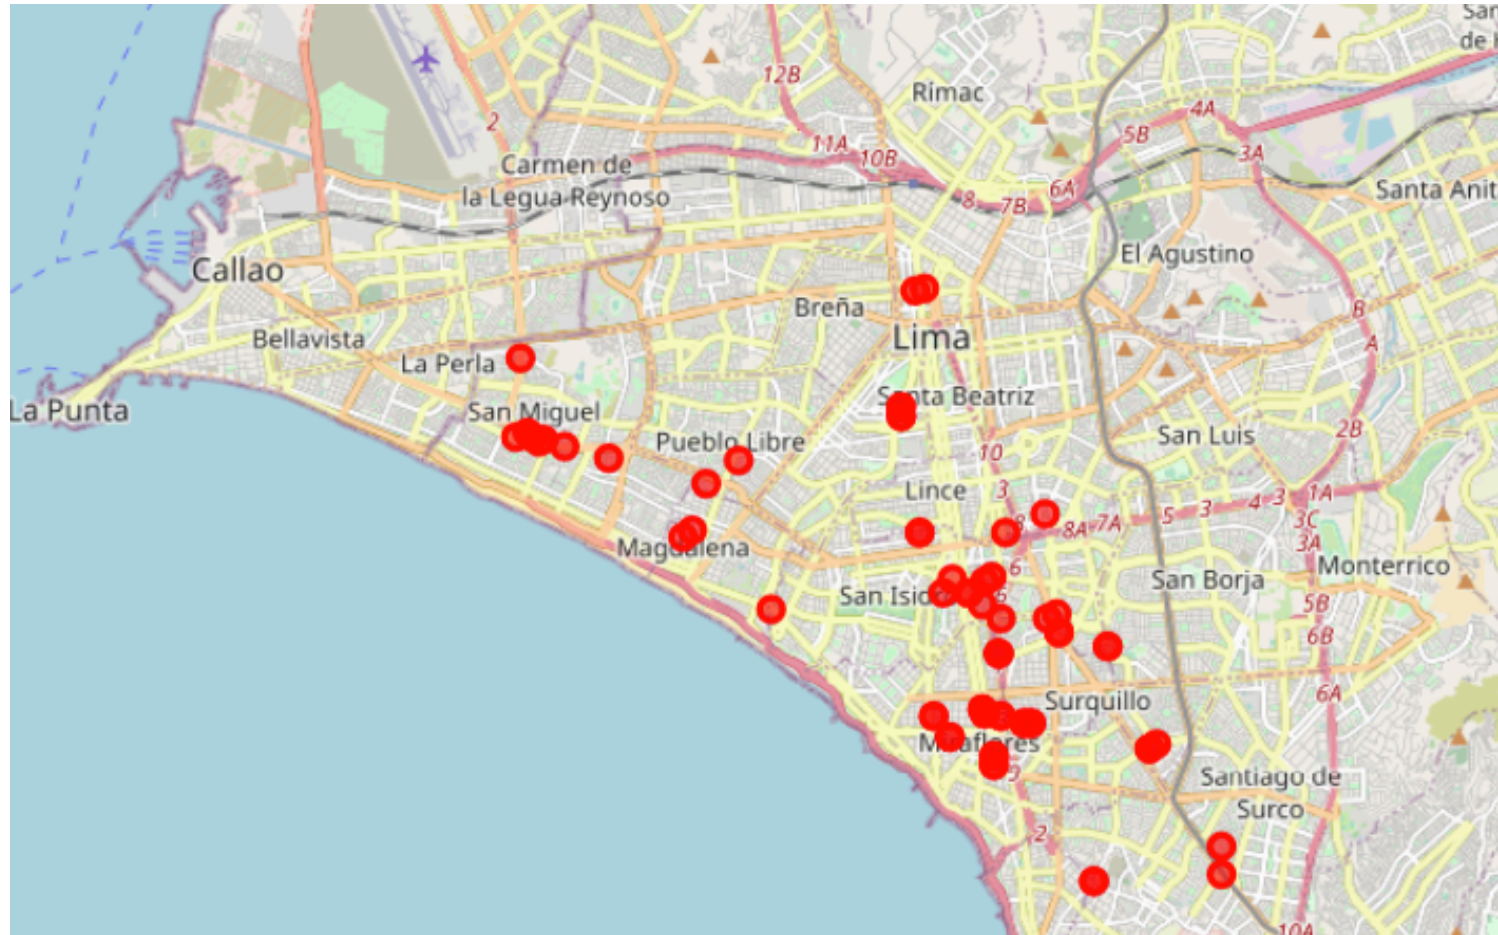 San
de H
12B
Rimac
2
4A
5B
11A
10B
3A
Carmen de
la Legua Reynoso
6A
8
7B
Santa Anit
El Agustino
Callao
Breña
B
Bellavista
Lima
A
La Perla
La Punta
San Miguel
Santa Beatriz
Pueblo Libre
San Luis
2B
10
Lince
3
1A
5
3
4
3
8A
7A
3C
3A
Magdalena
6
San Borja
Monterrico
San Isidro
5B
6B
Surquillo
6A
Miraflores
9
Santiago de
Surco
2
10A